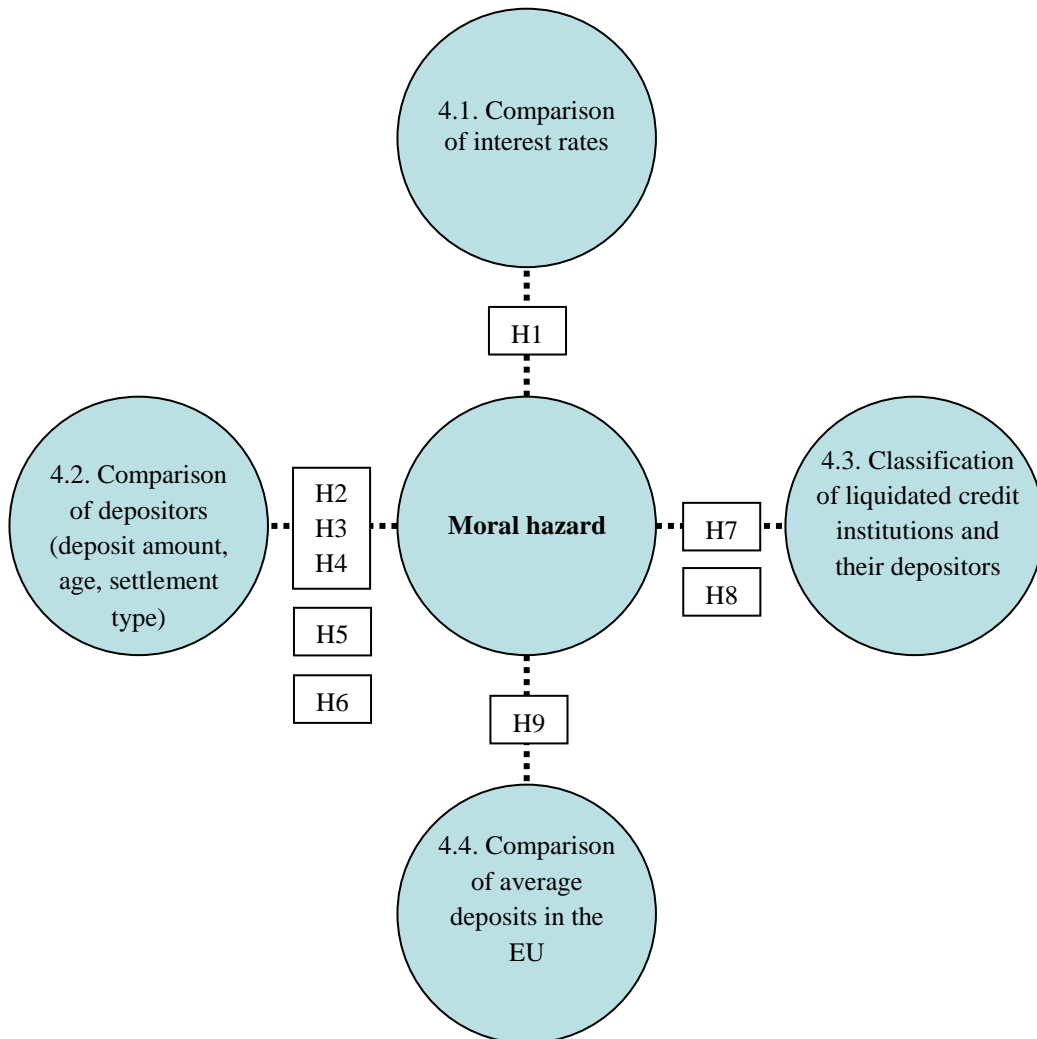 4.1. Comparison
of interest rates
H1
4.2. Comparison
of depositors
(deposit amount,
age, settlement
type)
H2
H3
H4
H5
H6
Moral hazard
H7
H8
4.3. Classification
of liquidated credit
institutions and
their depositors
H9
4.4. Comparison
of average
deposits in the
EU